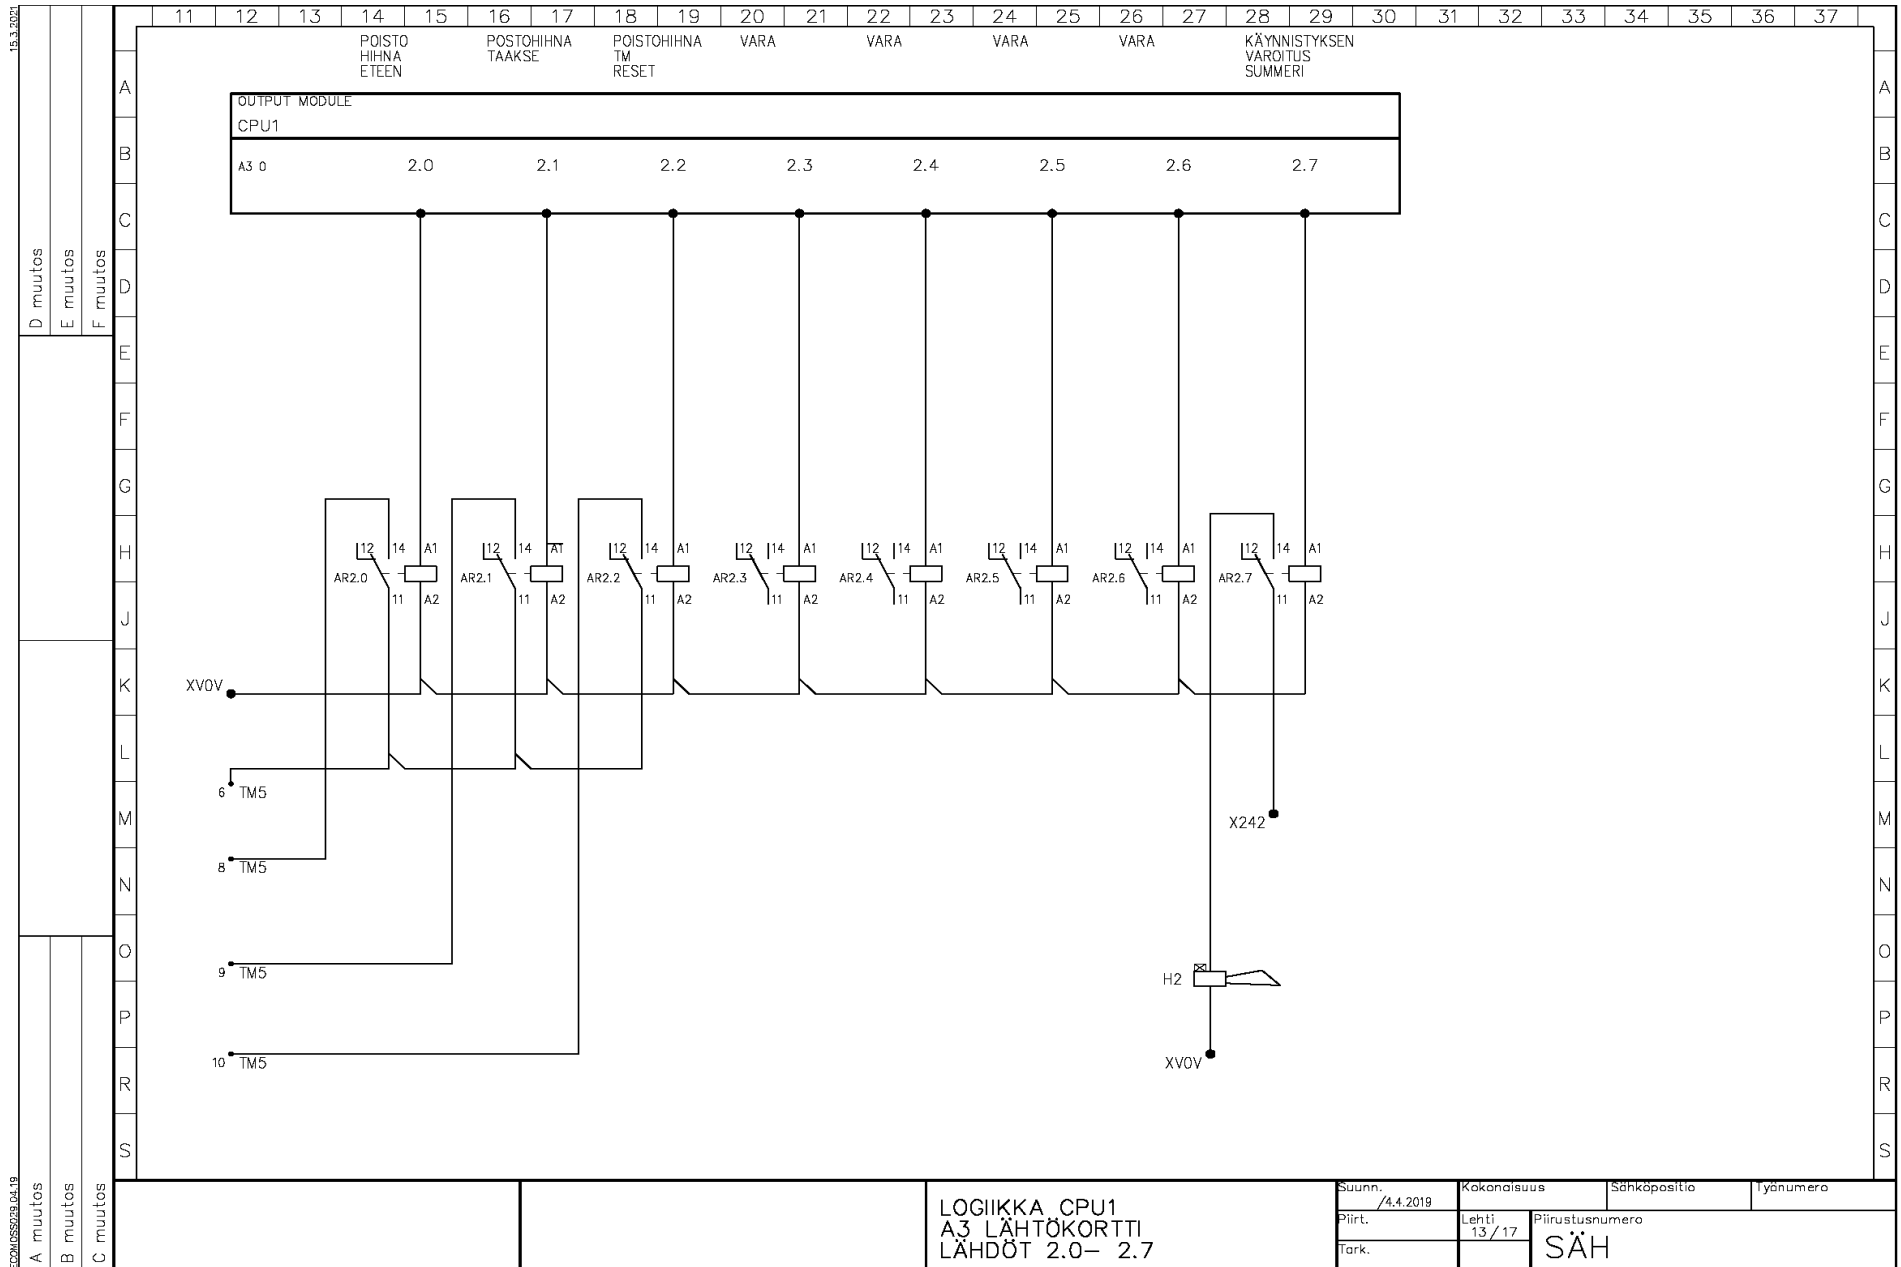 15.3.2021
11 12 13 14 15 16 17 18 19 20 21 22 23 24 25 26 27 28 29 30 31 32 33 34 35 36 37
POISTO
HIHNA
ETEEN
POSTOHIHNA
TAAKSE
POISTOHIHNA
TM
RESET
VARA
VARA
VARA
VARA
KÄYNNISTYKSEN
VAROITUS
SUMMERI
OUTPUT MODULE
CPU1
A3 0 2.0 2.1 2.2 2.3 2.4 2.5 2.6 2.7
A A
B B
C C
D D
E E
F F
G G
H H
J J
K K
L L
M M
N N
O O
P P
R R
S S
D muutos
E muutos
F muutos
12 14 A1 12 14 A1 12 14 A1 12 14 A1 12 14 A1 12 14 A1 12 14 A1 12 14 A1
AR2.0 AR2.1 AR2.2 AR2.3 AR2.4 AR2.5 AR2.6 AR2.7
11 A2 11 A2 11 A2 11 A2 11 A2 11 A2 11 A2 11 A2
XV0V
6 TM5
X242
8 TM5
9 TM5
H2
10 TM5
XV0V
A muutos
B muutos
C muutos
LOGIIKKA CPU1
A3 LÄHTÖKORTTI
LÄHDÖT 2.0– 2.7
Suunn.
/4.4.2019
Kokonaisuus
Sähköpositio
Työnumero
Piirt.
Lehti
13/17
Piirustusnumero
SÄH
Tark.